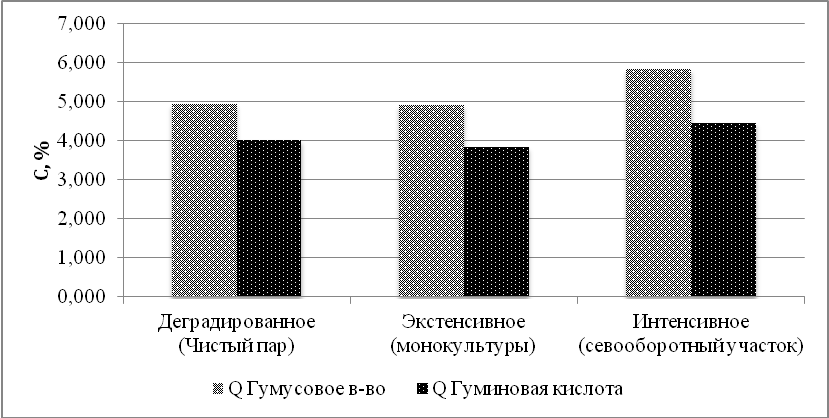 7,000
6,000
5,000
4,000
3,000
2,000
1,000
0,000
С, %
Деградированное
(Чистый пар)
Экстенсивное
(монокультуры)
Интенсивное
(севооборотный участок)
Q Гумусовое в-во
Q Гуминовая кислота